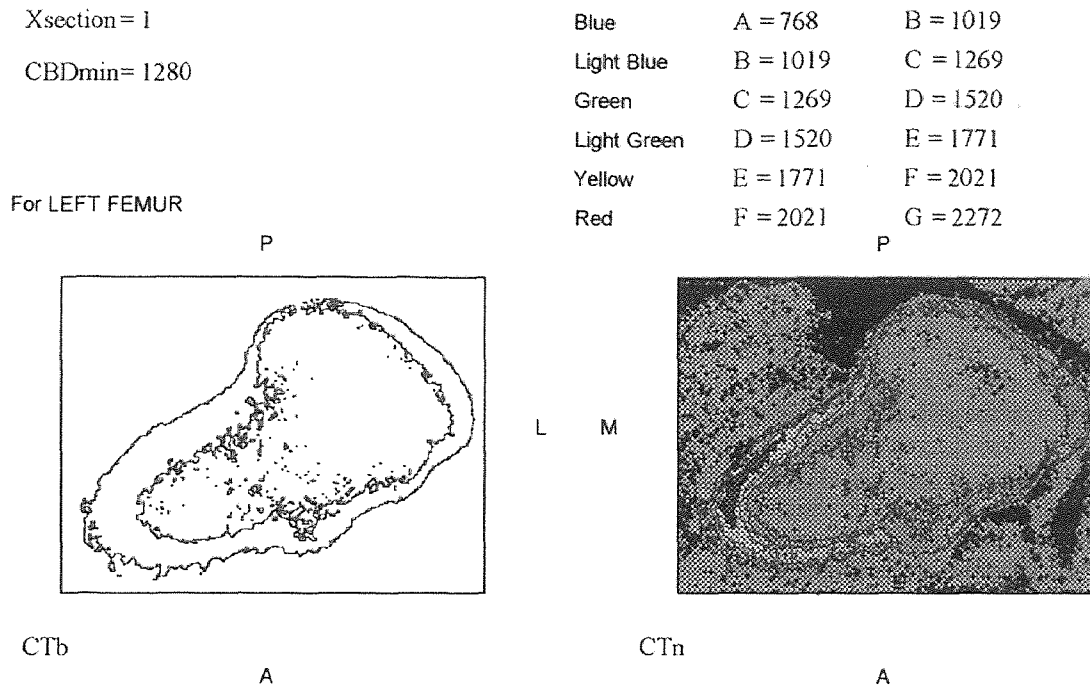 Xsection = 1
CBDmin= 1280
Blue A = 768 B = 1019
Light Blue B = 1019 C = 1269
Green C = 1269 D = 1520
Light Green D = 1520 E = 1771
Yellow E = 1771 F = 2021
Red F = 2021 G = 2272
For LEFT FEMUR
P
P
L M
CTb
CTn
A
A